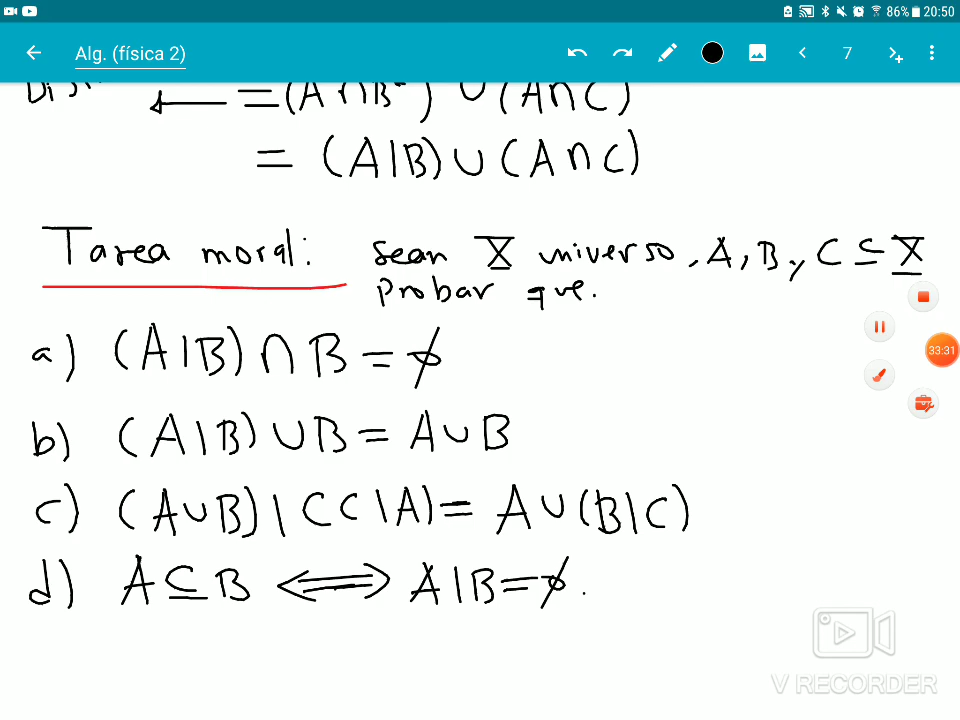 86% 20:50
Alg. (física 2)
7
= (A ∩ B ) ∪ (A ∩ C)
= (A \ B) ∪ (A ∩ C)
Tarea moral: Sean X universo, A, B, y C ⊆ X
probar que.
33:31
a) (A \ B) ∩ B = ∅
b) (A \ B) ∪ B = A ∪ B
c) (A ∪ B) \ (C \ A) = A ∪ (B \ C)
d) A ⊆ B ⟺ A \ B = ∅.
V RECORDER